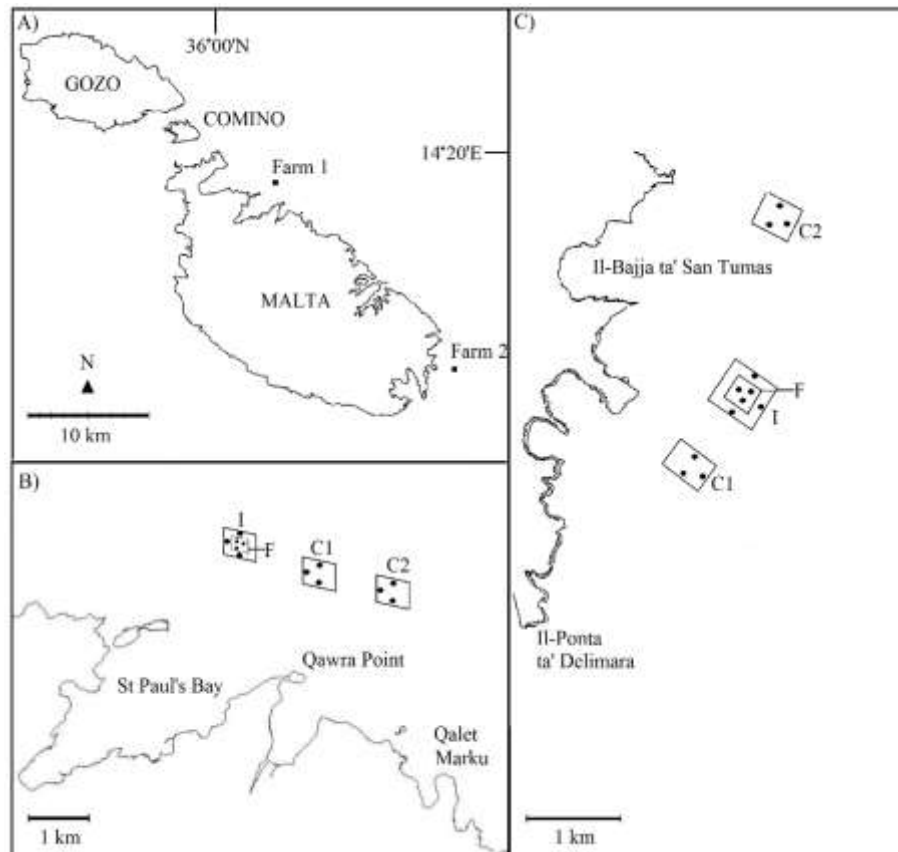 A)
36°00'N
GOZO
COMINO
14°20'E
Farm 1
MALTA
Farm 2
N
10 km
B)
I
F
C1
C2
Qawra Point
St Paul's Bay
Qalet
Marku
1 km
C)
C2
Il-Bajja ta' San Tumas
F
I
C1
Il-Ponta
ta' Delimara
1 km